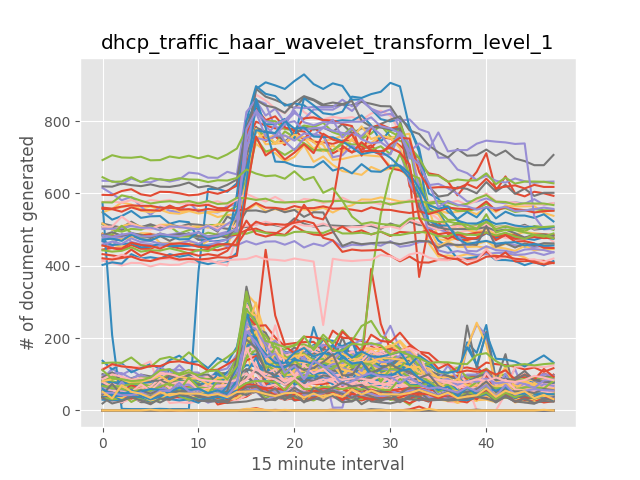 dhcp_traffic_haar_wavelet_transform_level_1
# of document generated
800
600
400
200
0
0 10 20 30 40
15 minute interval